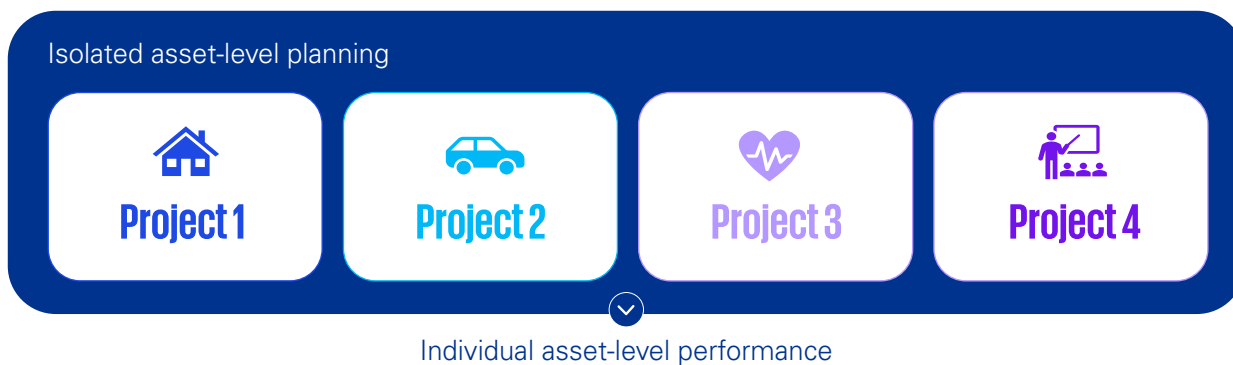 Isolated asset-level planning
Project 1
Project 2
Project 3
Project 4
Individual asset-level performance